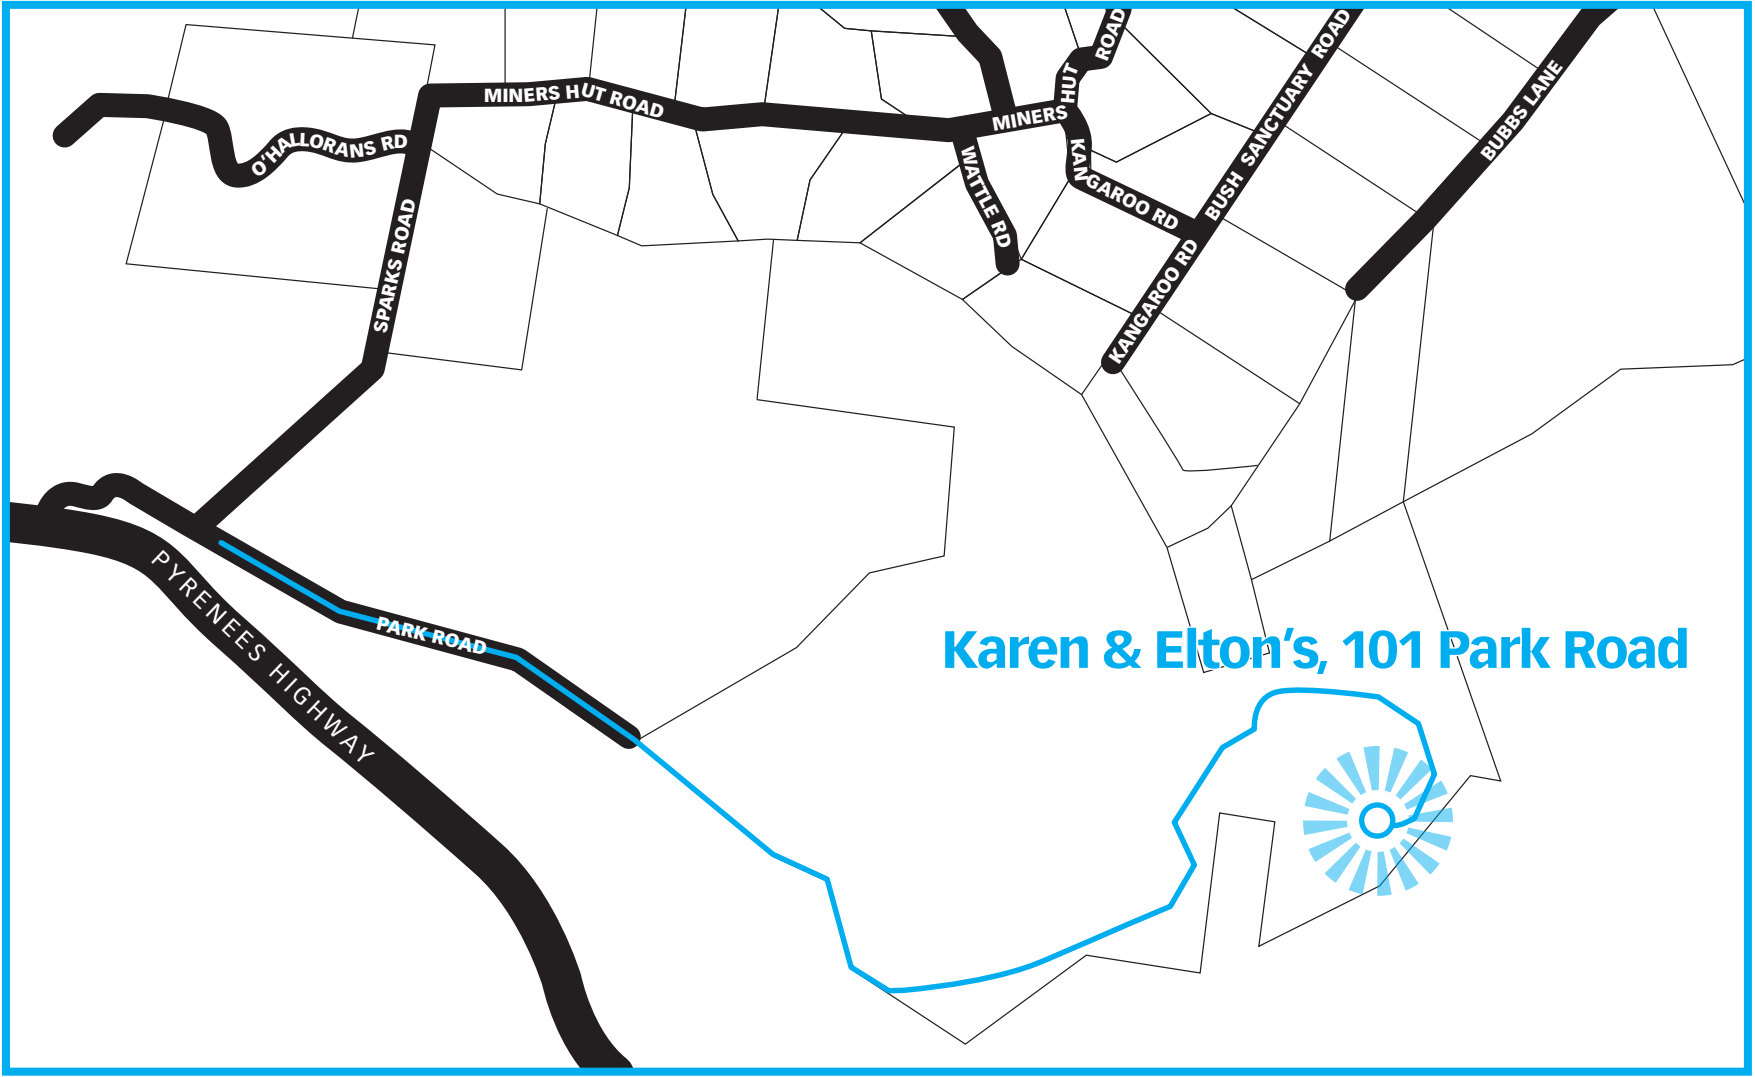 ROAD
BUSH SANCTUARY ROAD
MINERS HUT ROAD
MINERS HUT
BUBBS LANE
O'HALLORANS RD
KANGAROO RD
WATTLE RD
SPARKS ROAD
KANGAROO RD
PYRENEES HIGHWAY
PARK ROAD
Karen & Elton's, 101 Park Road